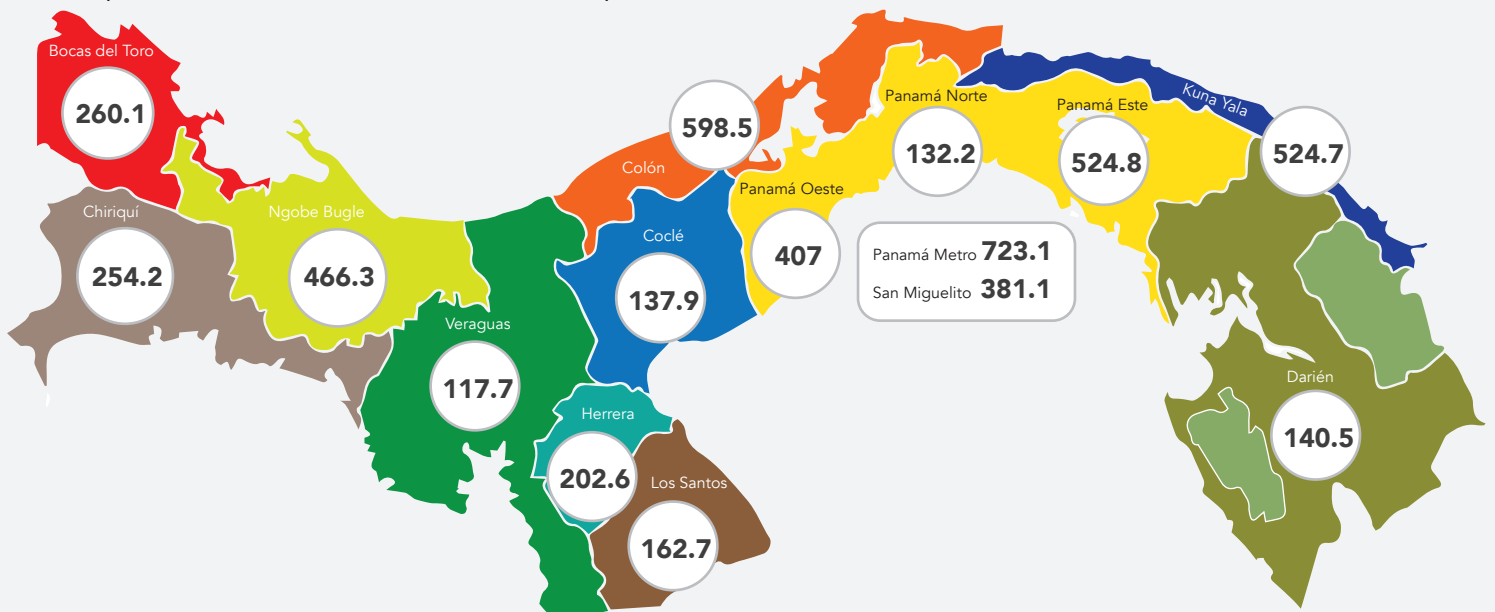 Bocas del Toro
260.1
Chiriquí
254.2
Ngobe Bugle
466.3
Veraguas
117.7
Herrera
202.6
Los Santos
162.7
Coclé
137.9
Colón
598.5
Panamá Oeste
407
Panamá Norte
132.2
Panamá Este
524.8
Kuna Yala
524.7
Panamá Metro 723.1
San Miguelito 381.1
Darién
140.5